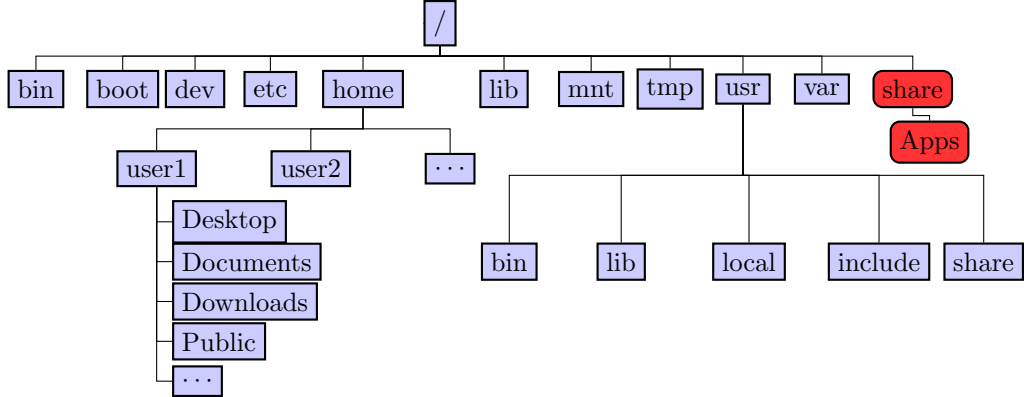 /
bin boot dev etc home lib mnt tmp usr var share
Apps
user1 user2 ...
Desktop
Documents
Downloads
Public
...
bin lib local include share